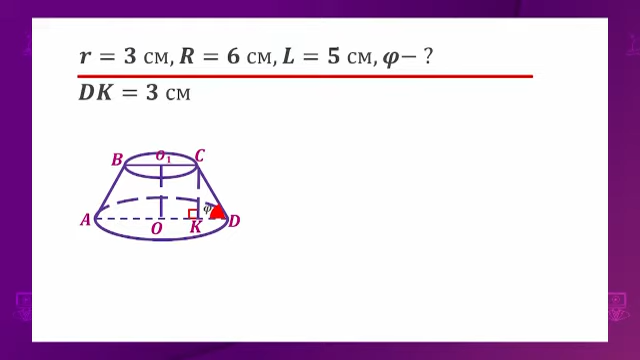 r = 3 см, R = 6 см, L = 5 см, φ− ?
DK = 3 см
B O₁ C
φ
A O K D